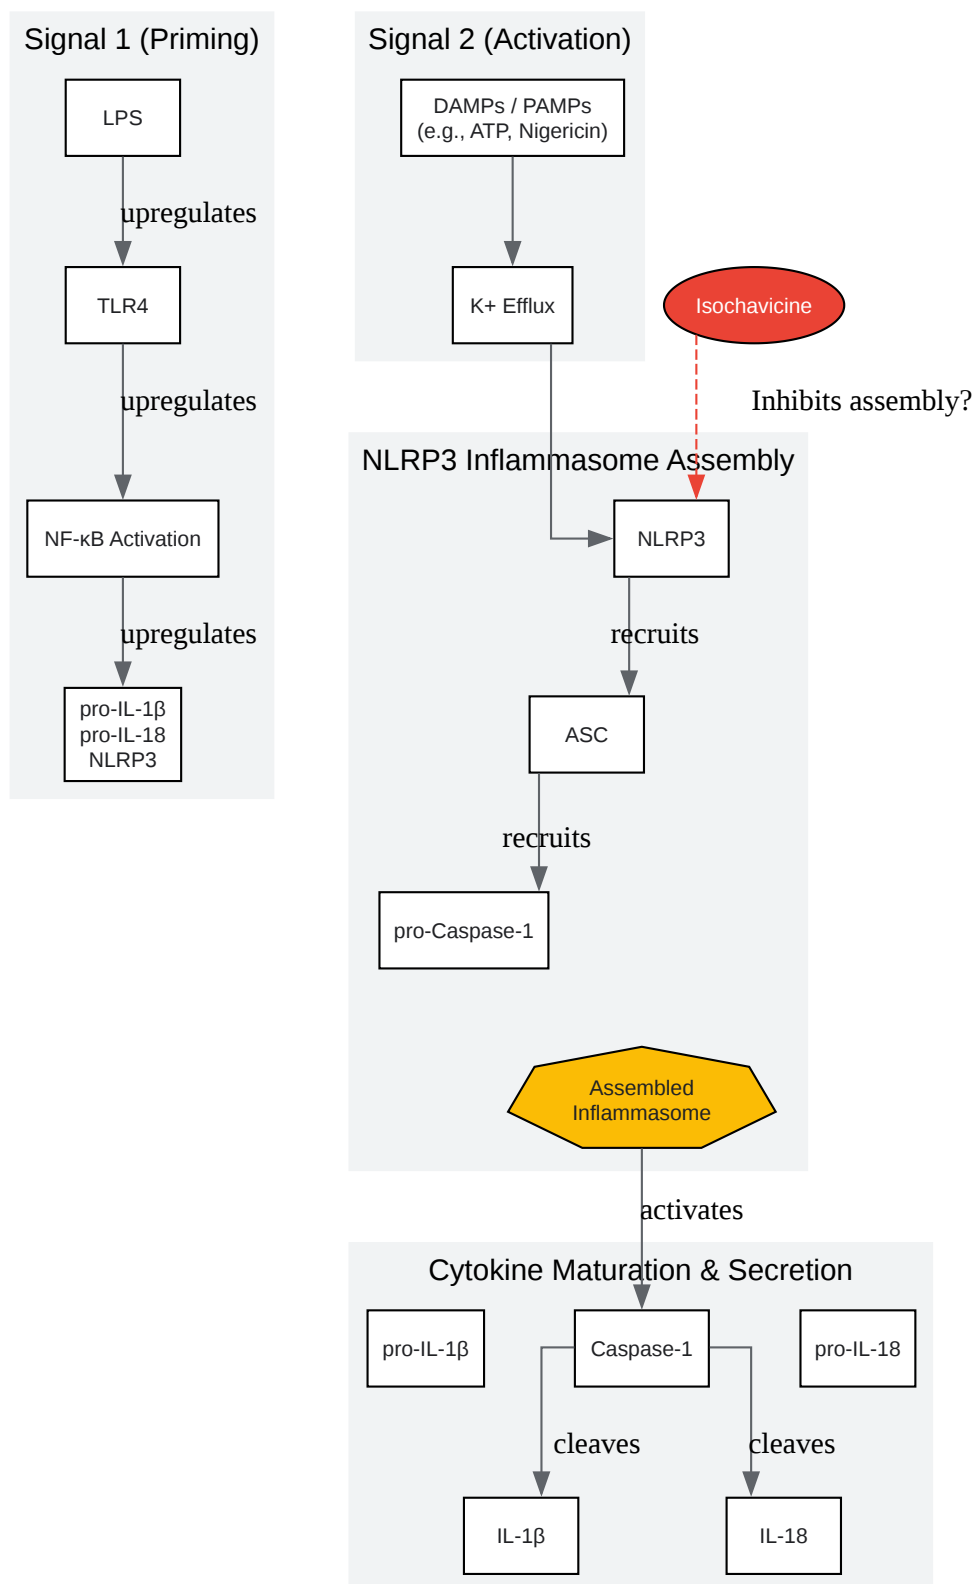 Signal 1 (Priming)
LPS
upregulates
TLR4
upregulates
NF-κB Activation
upregulates
pro-IL-1β
pro-IL-18
NLRP3
Signal 2 (Activation)
DAMPs / PAMPs
(e.g., ATP, Nigericin)
K+ Efflux
Isochavicine
Inhibits assembly?
NLRP3 Inflammasome Assembly
NLRP3
recruits
ASC
recruits
pro-Caspase-1
Assembled
Inflammasome
activates
Cytokine Maturation & Secretion
pro-IL-1β
Caspase-1
pro-IL-18
cleaves
cleaves
IL-1β
IL-18